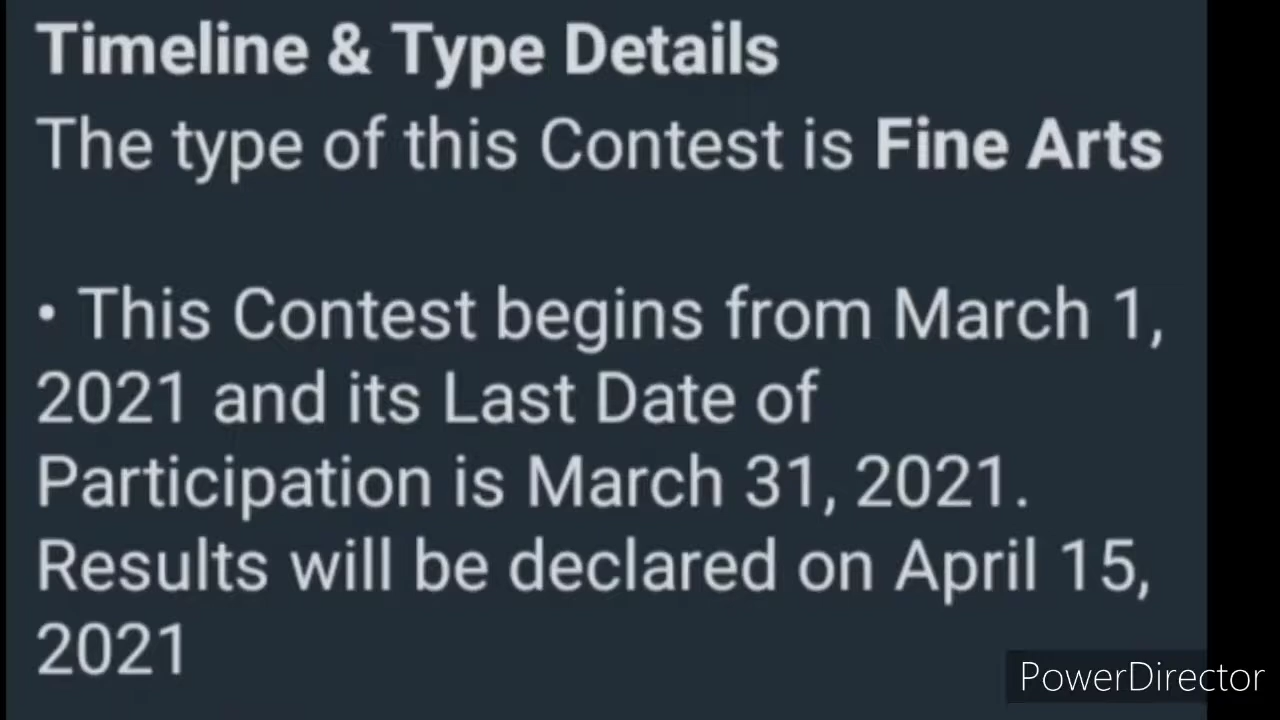 Timeline & Type Details
The type of this Contest is Fine Arts
• This Contest begins from March 1,
2021 and its Last Date of
Participation is March 31, 2021.
Results will be declared on April 15,
2021
PowerDirector